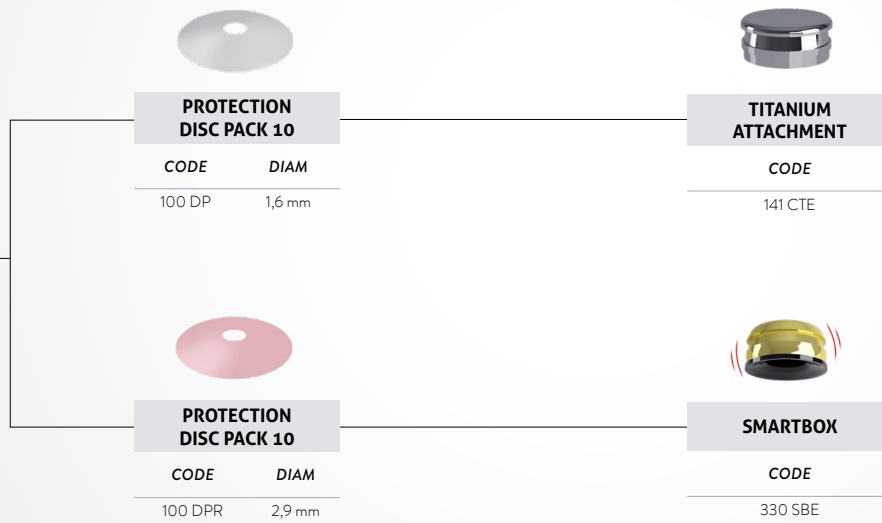 PROTECTION
DISC PACK 10
CODE DIAM
100 DP 1,6 mm
TITANIUM
ATTACHMENT
CODE
141 CTE
PROTECTION
DISC PACK 10
CODE DIAM
100 DPR 2,9 mm
SMARTBOX
CODE
330 SBE